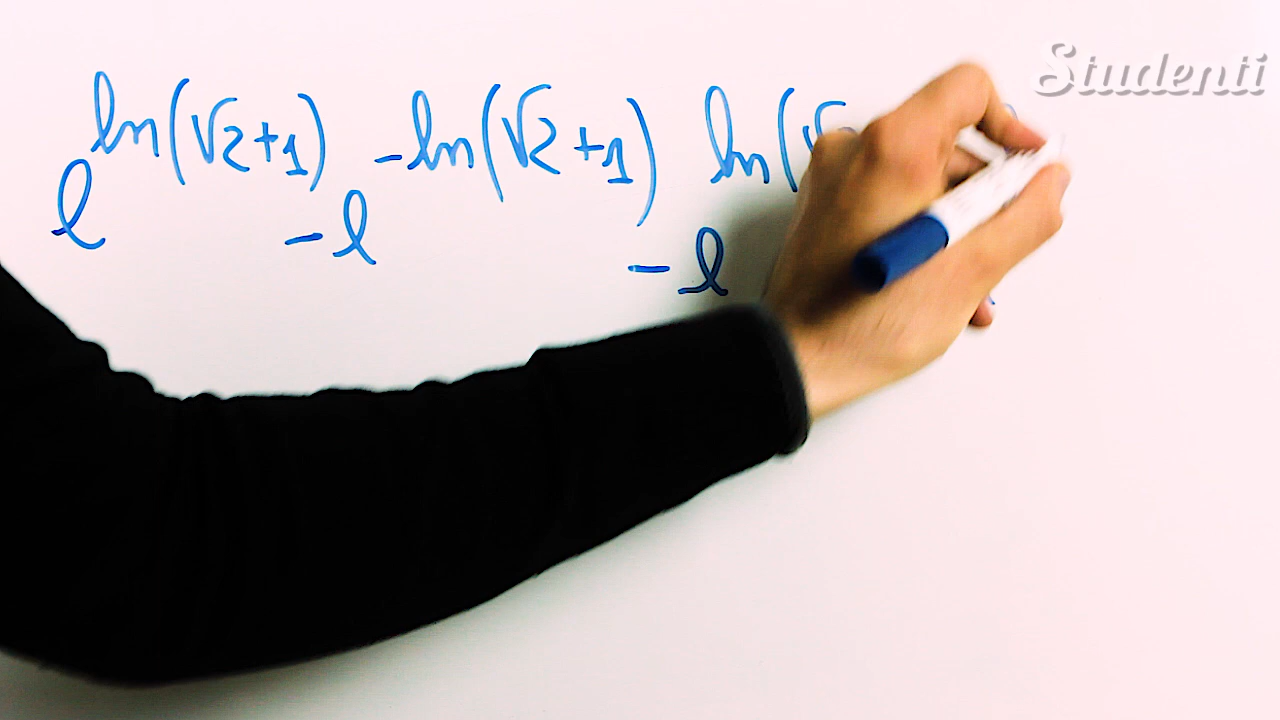 Studenti
e^ln(√2+1) - e^-ln(√2+1) - e^ln(√